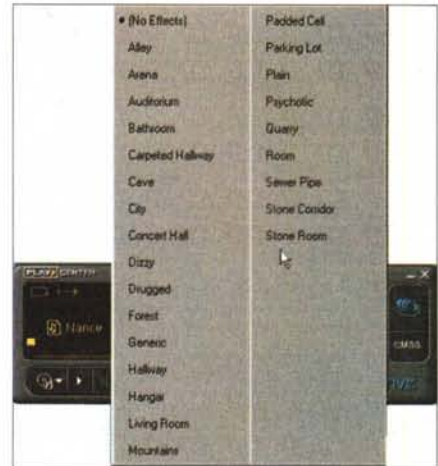 (No Effects)
Alley
Arena
Auditorium
Bathroom
Carpeted Hallway
Cave
City
Concert Hall
Dizzy
Drugged
Forest
Generic
Hallway
Hangar
Living Room
Mountains
Padded Cell
Parking Lot
Plain
Psychotic
Quarry
Room
Sewer Pipe
Stone Corridor
Stone Room
CENTER
Nance
CMSS